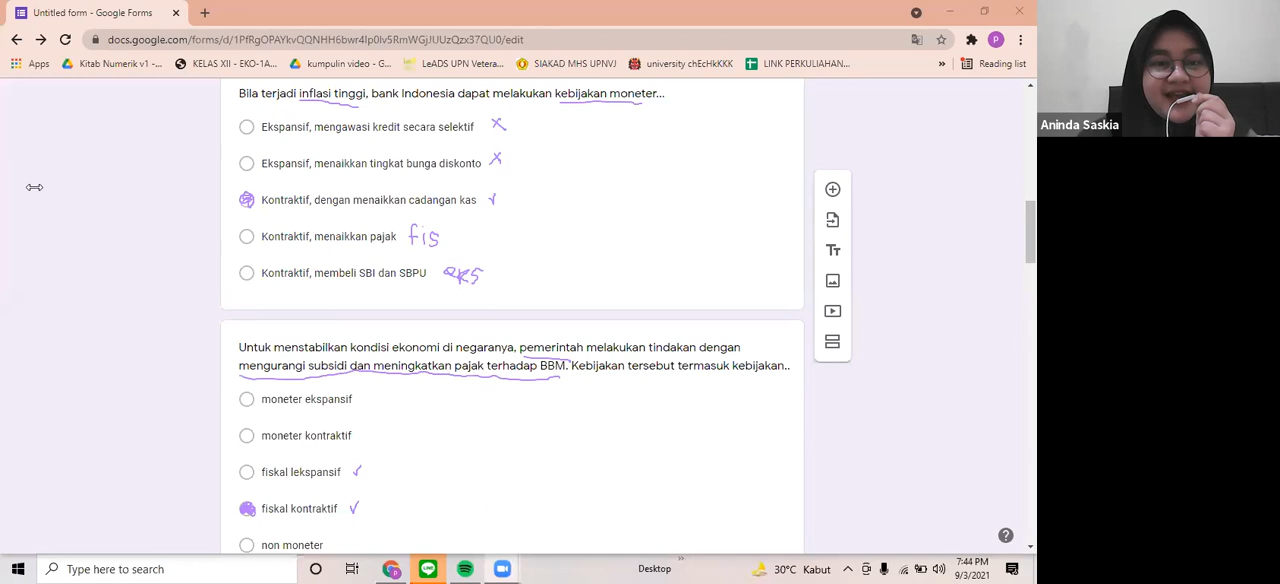 Untitled form - Google Forms
docs.google.com/forms/d/1PfRgOPAYkvQQNHH6bwr4Ip0lv5RmWGjJUUzQzx37QU0/edit
Apps
Kitab Numerik v1 -...
KELAS XII - EKO-1A...
kumpulin video - G...
LeADS UPN Vetera...
SIAKAD MHS UPNVJ
university chEcHkKKK
LINK PERKULIAHAN...
Reading list
Aninda Saskia
Bila terjadi inflasi tinggi, bank Indonesia dapat melakukan kebijakan moneter...
Ekspansif, mengawasi kredit secara selektif
Ekspansif, menaikkan tingkat bunga diskonto
Kontraktif, dengan menaikkan cadangan kas
Kontraktif, menaikkan pajak fis
Kontraktif, membeli SBI dan SBPU eks
Untuk menstabilkan kondisi ekonomi di negaranya, pemerintah melakukan tindakan dengan
mengurangi subsidi dan meningkatkan pajak terhadap BBM. Kebijakan tersebut termasuk kebijakan..
moneter ekspansif
moneter kontraktif
fiskal lekspansif
fiskal kontraktif
non moneter
Type here to search
Desktop
30°C Kabut
7:44 PM
9/3/2021